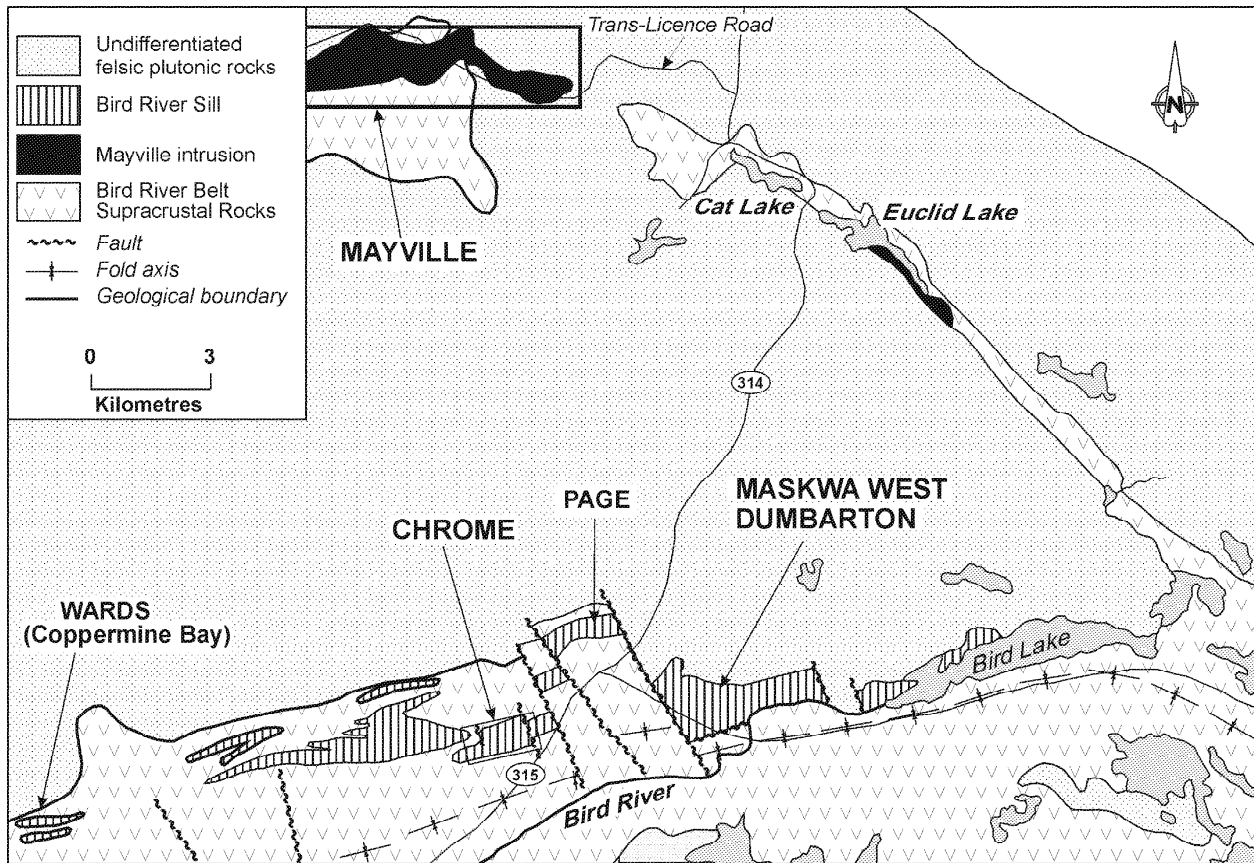 Undifferentiated
felsic plutonic rocks
Bird River Sill
Mayville intrusion
Bird River Belt
Supracrustal Rocks
Fault
Fold axis
Geological boundary
0 3
Kilometres
Trans-Licence Road
N
MAYVILLE
Cat Lake
Euclid Lake
314
MASKWA WEST
DUMBARTON
PAGE
CHROME
WARDS
(Coppermine Bay)
Bird Lake
315
Bird River